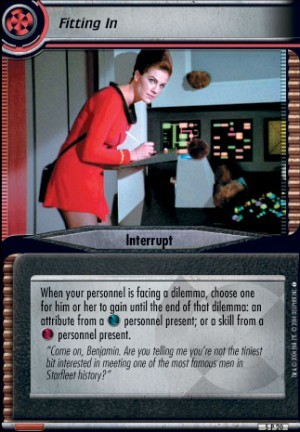 Fitting In
Interrupt
When your personnel is facing a dilemma, choose one
for him or her to gain until the end of that dilemma: an
attribute from a personnel present; or a skill from a
personnel present.
"Come on, Benjamin. Are you telling me you're not the tiniest
bit interested in meeting one of the most famous men in
Starfleet history?"